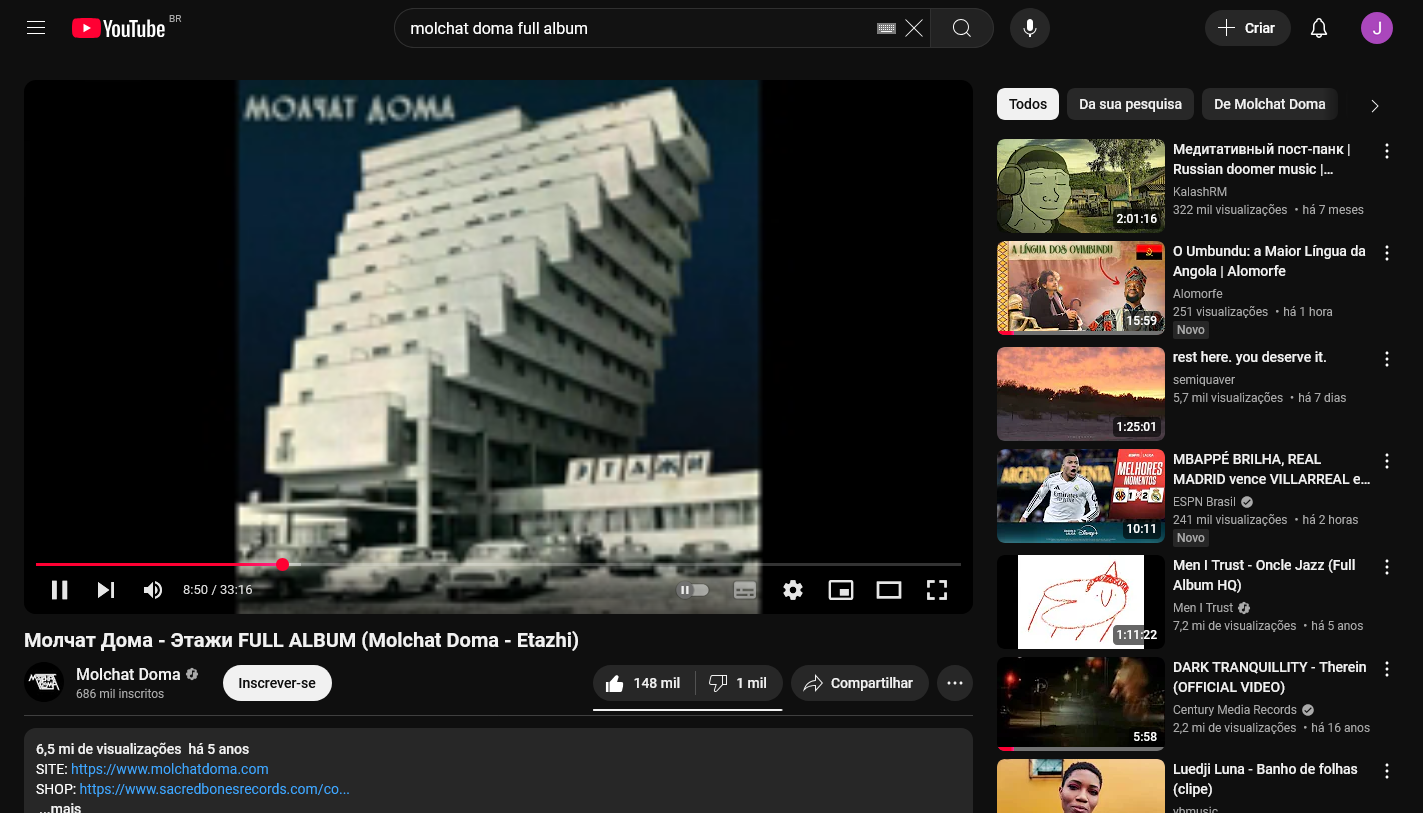 YouTube BR
molchat doma full album
Criar
J
МОЛЧАТ ДОМА
ЭТАЖИ
8:50 / 33:16
Молчат Дома - Этажи FULL ALBUM (Molchat Doma - Etazhi)
Molchat Doma
686 mil inscritos
Inscrever-se
148 mil
1 mil
Compartilhar
6,5 mi de visualizações há 5 anos
SITE: https://www.molchatdoma.com
SHOP: https://www.sacredbonesrecords.com/co...
...mais
Todos
Da sua pesquisa
De Molchat Doma
2:01:16
Медитативный пост-панк |
Russian doomer music |...
KalashRM
322 mil visualizações • há 7 meses
A LÍNGUA DOS OVIMBUNDU
15:59
O Umbundu: a Maior Língua da
Angola | Alomorfe
Alomorfe
251 visualizações • há 1 hora
Novo
1:25:01
rest here. you deserve it.
semiquaver
5,7 mil visualizações • há 7 dias
MELHORES
MOMENTOS
1 2
10:11
MBAPPÉ BRILHA, REAL
MADRID vence VILLARREAL e...
ESPN Brasil
241 mil visualizações • há 2 horas
Novo
1:11:22
Men I Trust - Oncle Jazz (Full
Album HQ)
Men I Trust
7,2 mi de visualizações • há 5 anos
5:58
DARK TRANQUILLITY - Therein
(OFFICIAL VIDEO)
Century Media Records
2,2 mi de visualizações • há 16 anos
Luedji Luna - Banho de folhas
(clipe)
ybmusic